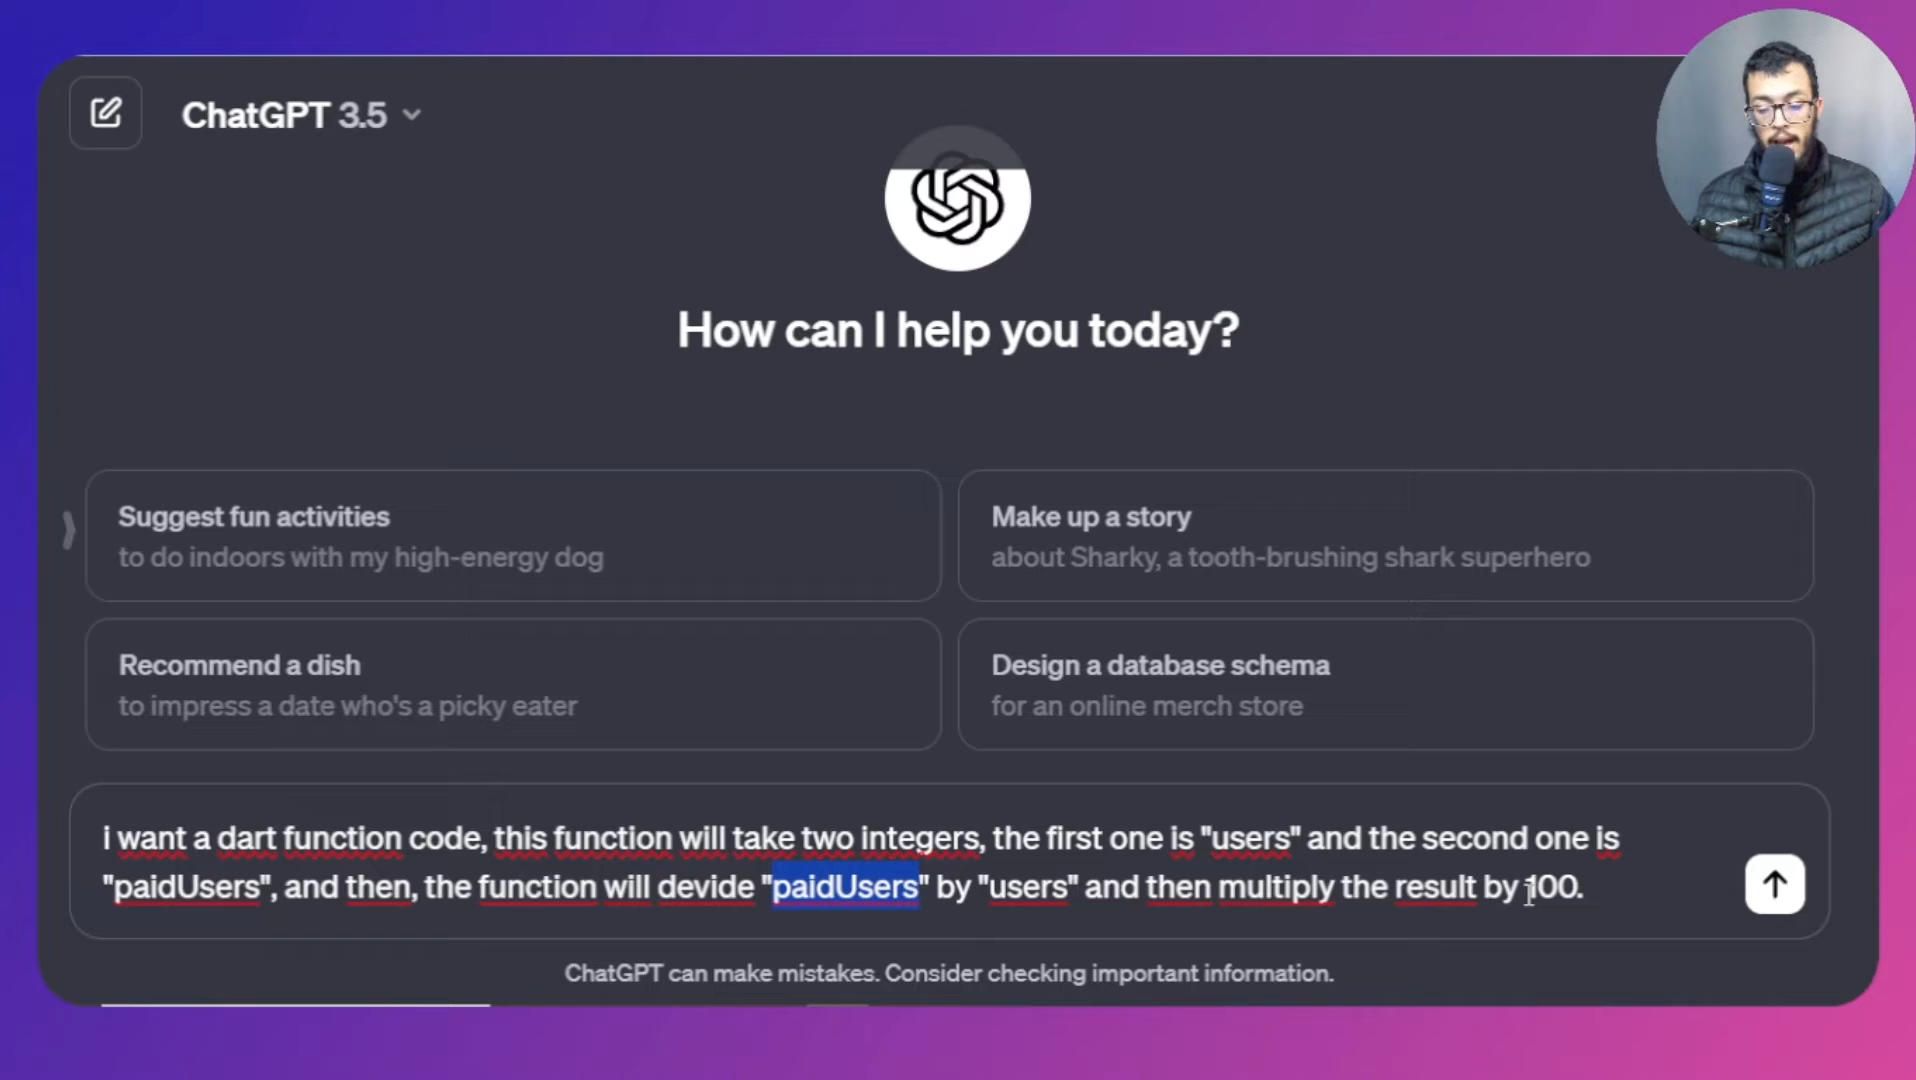 ChatGPT 3.5
How can I help you today?
Suggest fun activities
to do indoors with my high-energy dog
Make up a story
about Sharky, a tooth-brushing shark superhero
Recommend a dish
to impress a date who's a picky eater
Design a database schema
for an online merch store
i want a dart function code, this function will take two integers, the first one is "users" and the second one is
"paidUsers", and then, the function will devide "paidUsers" by "users" and then multiply the result by 100.
ChatGPT can make mistakes. Consider checking important information.